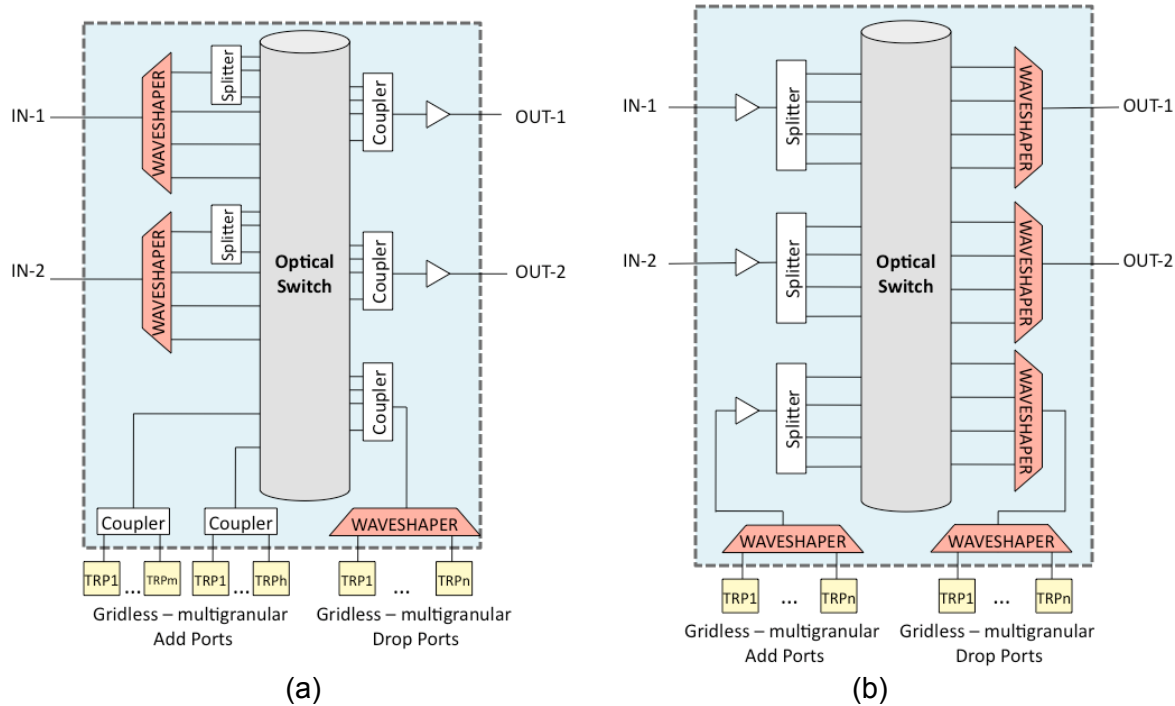 IN-1
WAVESHAPER
Splitter
Coupler
OUT-1
IN-2
WAVESHAPER
Splitter
Optical
Switch
Coupler
OUT-2
Coupler
Coupler
Coupler
WAVESHAPER
TRP1
...
TRPm
TRP1
...
TRPh
TRP1
...
TRPn
Gridless – multigranular
Add Ports
Gridless – multigranular
Drop Ports
(a)
IN-1
Splitter
WAVESHAPER
OUT-1
IN-2
Splitter
Optical
Switch
WAVESHAPER
OUT-2
Splitter
WAVESHAPER
WAVESHAPER
WAVESHAPER
TRP1
...
TRPn
TRP1
...
TRPn
Gridless – multigranular
Add Ports
Gridless – multigranular
Drop Ports
(b)